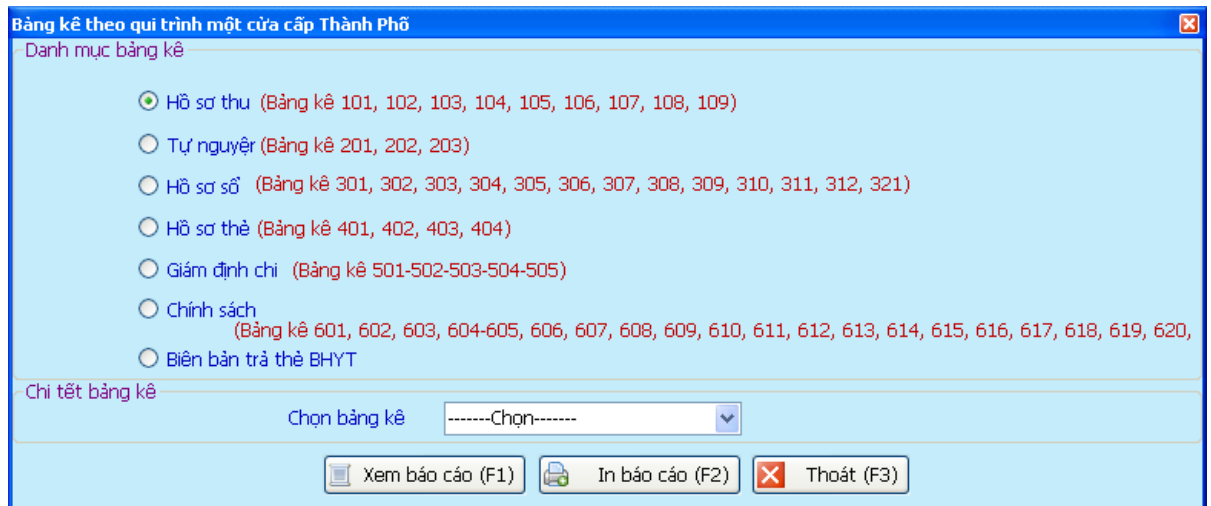 Bảng kê theo qui trình một cửa cấp Thành Phố
Danh mục bảng kê
Hồ sơ thu (Bảng kê 101, 102, 103, 104, 105, 106, 107, 108, 109)
Tự nguyệr (Bảng kê 201, 202, 203)
Hồ sơ sổ (Bảng kê 301, 302, 303, 304, 305, 306, 307, 308, 309, 310, 311, 312, 321)
Hồ sơ thẻ (Bảng kê 401, 402, 403, 404)
Giám định chi (Bảng kê 501-502-503-504-505)
Chính sách
(Bảng kê 601, 602, 603, 604-605, 606, 607, 608, 609, 610, 611, 612, 613, 614, 615, 616, 617, 618, 619, 620,
Biên bản trả thẻ BHYT
Chi tết bảng kê
Chọn bảng kê -------Chọn-------
Xem báo cáo (F1) In báo cáo (F2) Thoát (F3)